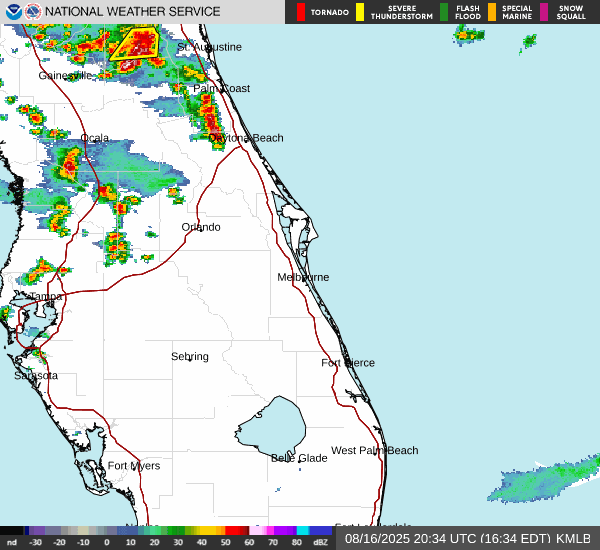 NATIONAL WEATHER SERVICE
TORNADO
SEVERE THUNDERSTORM
FLASH FLOOD
SPECIAL MARINE
SNOW SQUALL
St. Augustine
Gainesville
Palm Coast
Ocala
Daytona Beach
Orlando
Melbourne
Tampa
Sebring
Fort Pierce
Sarasota
West Palm Beach
Belle Glade
Fort Myers
Fort Lauderdale
nd -30 -20 -10 0 10 20 30 40 50 60 70 80 dBZ
08/16/2025 20:34 UTC (16:34 EDT) KMLB